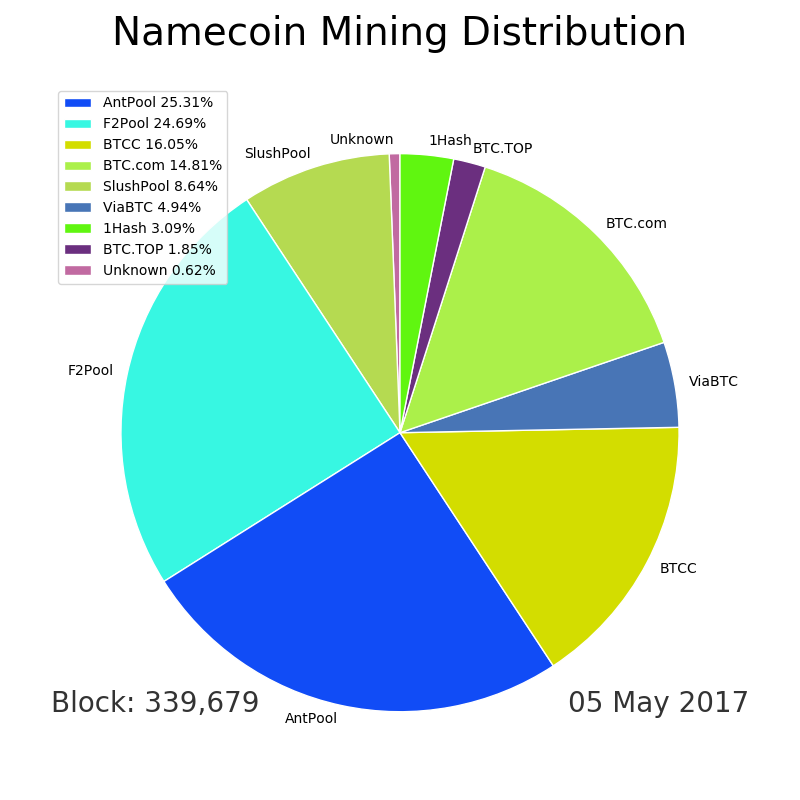 Namecoin Mining Distribution
AntPool 25.31%
F2Pool 24.69%
BTCC 16.05%
BTC.com 14.81%
SlushPool 8.64%
ViaBTC 4.94%
1Hash 3.09%
BTC.TOP 1.85%
Unknown 0.62%
SlushPool
Unknown
1Hash
BTC.TOP
BTC.com
F2Pool
ViaBTC
BTCC
AntPool
Block: 339,679
05 May 2017